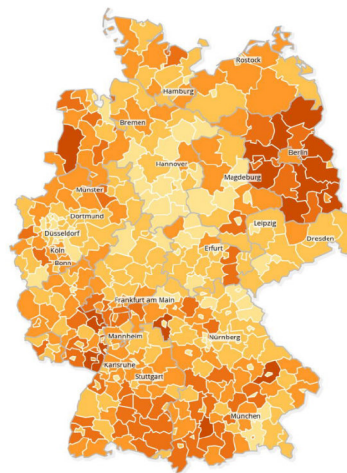 Rostock
Hamburg
Bremen
Berlin
Hannover
Magdeburg
Münster
Dortmund
Leipzig
Düsseldorf
Dresden
Köln
Erfurt
Bonn
Frankfurt am Main
Mannheim
Nürnberg
Karlsruhe
Stuttgart
München